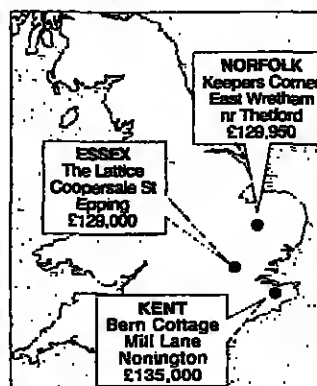 NORFOLK
Keepers Corner
East Wretham
nr Thetford
£129,950
ESSEX
The Lattice
Coopersale St
Epping
£129,000
KENT
Bern Cottage
Mill Lane
Nonington
£135,000